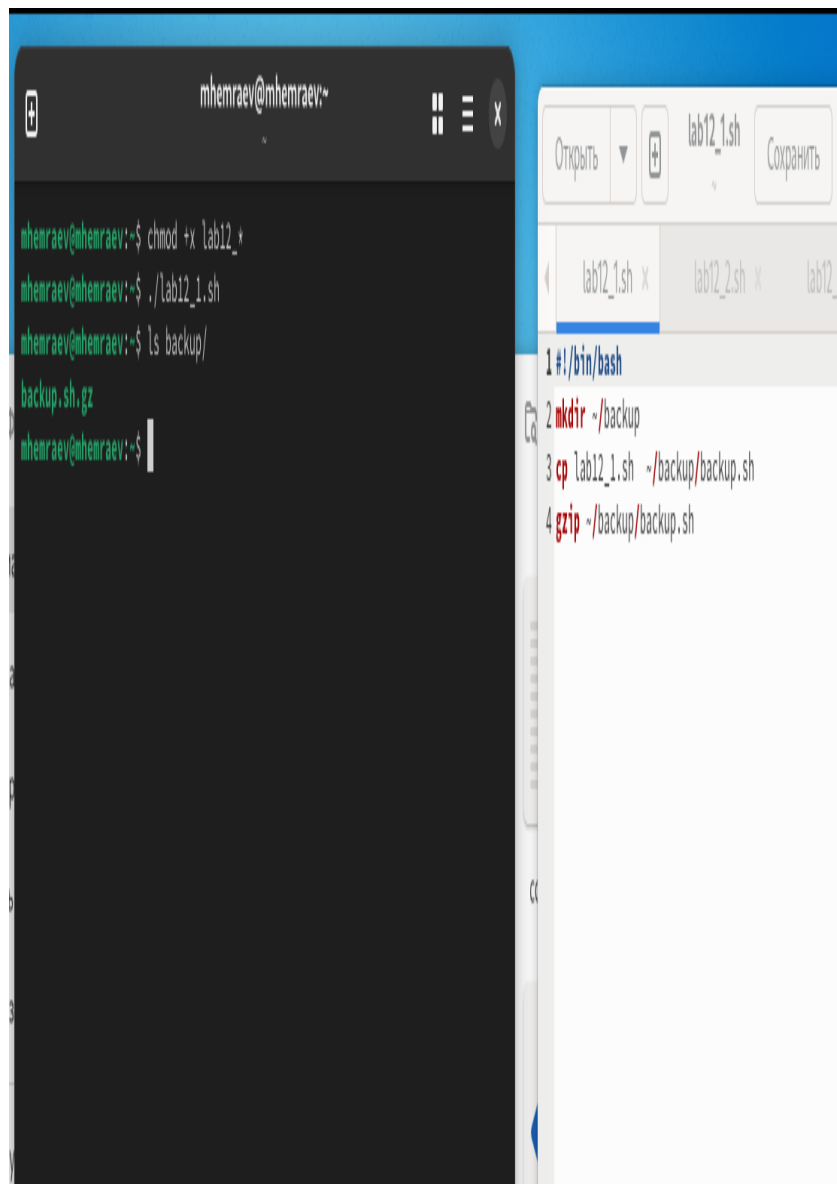 mhemraev@mhemraev:~
~
mhemraev@mhemraev:~$ chmod +x lab12_*
mhemraev@mhemraev:~$ ./lab12_1.sh
mhemraev@mhemraev:~$ ls backup/
backup.sh.gz
mhemraev@mhemraev:~$
Открыть
lab12_1.sh
~
Сохранить
lab12_1.sh ×
lab12_2.sh ×
lab12_
1 #!/bin/bash
2 mkdir ~/backup
3 cp lab12_1.sh ~/backup/backup.sh
4 gzip ~/backup/backup.sh